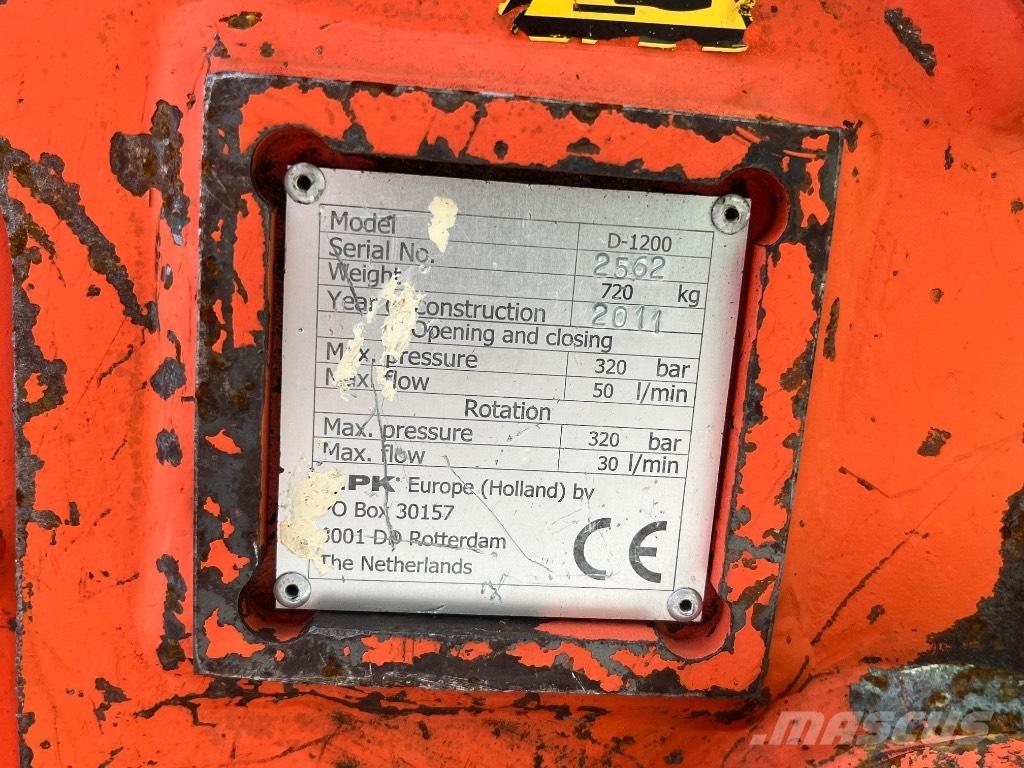 Model D-1200
Serial No. 2562
Weight 720 kg
Year Construction 2011
Opening and closing
Max. pressure 320 bar
Max. flow 50 l/min
Rotation
Max. pressure 320 bar
Max. flow 30 l/min
Europe (Holland) bv
Box 30157
Rotterdam
The Netherlands
CE
MASCUS